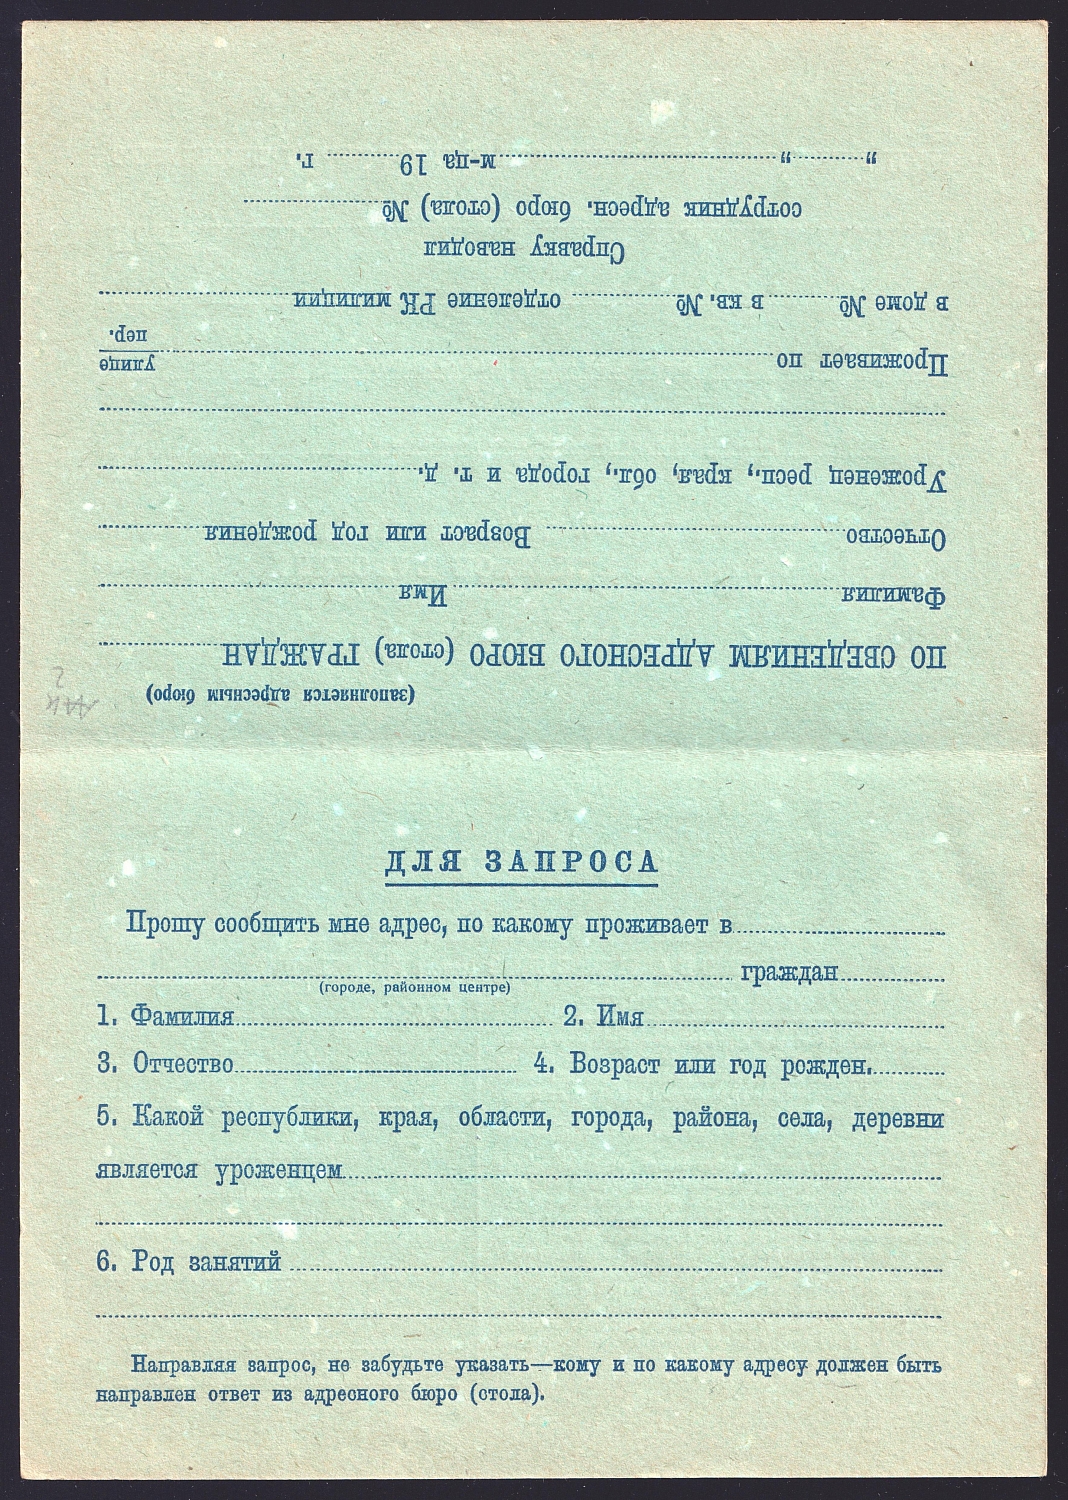 (заполняется адресным бюро)
ПО СВЕДЕНИЯМ АДРЕСНОГО БЮРО (стола) ГРАЖДАН
Фамилия Имя
Отчество Возраст или год рождения
Уроженец респ., края, обл., города и т. д.
Проживает по улице
пер.
в доме № в кв. № отделение РК милиции
Справку наводил
сотрудник адресн. бюро (стола) №
" " м-ца 19 г.
ДЛЯ ЗАПРОСА
Прошу сообщить мне адрес, по какому проживает в
граждан
(городе, районном центре)
1. Фамилия 2. Имя
3. Отчество 4. Возраст или год рожден.
5. Какой республики, края, области, города, района, села, деревни
является уроженцем
6. Род занятий
Направляя запрос, не забудьте указать—кому и по какому адресу должен быть
направлен ответ из адресного бюро (стола).